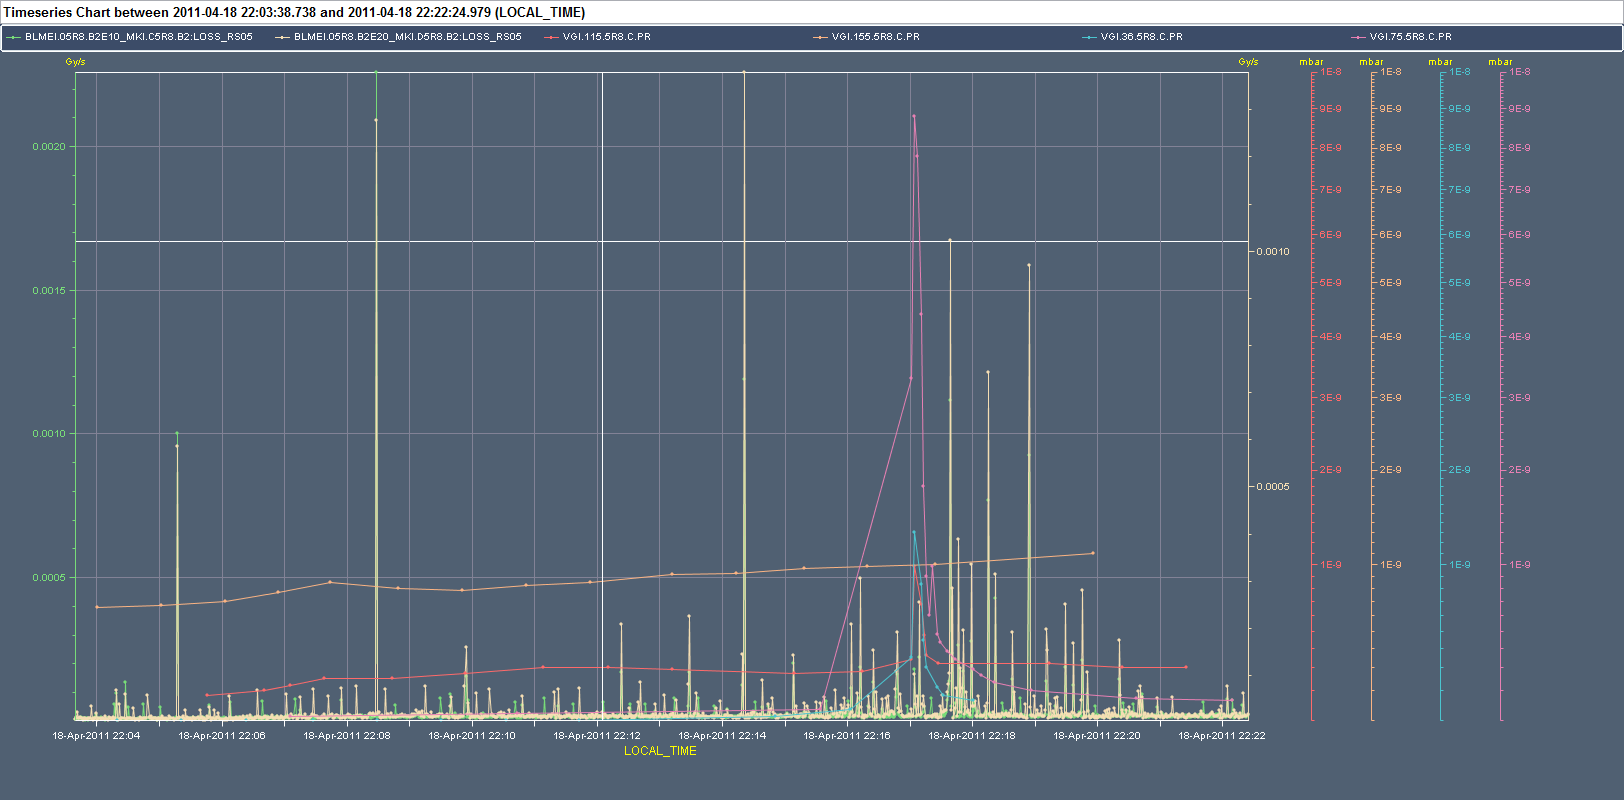 Timeseries Chart between 2011-04-18 22:03:38.738 and 2011-04-18 22:22:24.979 (LOCAL_TIME)
BLMEI.05R8.B2E10_MKI.C5R8.B2:LOSS_RS05 BLMEI.05R8.B2E20_MKI.D5R8.B2:LOSS_RS05 VGI.115.5R8.C.PR VGI.155.5R8.C.PR VGI.36.5R8.C.PR VGI.75.5R8.C.PR
Gy/s Gy/s mbar mbar mbar mbar
1E-8 1E-8 1E-8 1E-8
9E-9 9E-9 9E-9 9E-9
0.0020 8E-9 8E-9 8E-9 8E-9
7E-9 7E-9 7E-9 7E-9
6E-9 6E-9 6E-9 6E-9
0.0010
5E-9 5E-9 5E-9 5E-9
0.0015
4E-9 4E-9 4E-9 4E-9
3E-9 3E-9 3E-9 3E-9
0.0010
2E-9 2E-9 2E-9 2E-9
0.0005
1E-9 1E-9 1E-9 1E-9
0.0005
18-Apr-2011 22:04 18-Apr-2011 22:06 18-Apr-2011 22:08 18-Apr-2011 22:10 18-Apr-2011 22:12 18-Apr-2011 22:14 18-Apr-2011 22:16 18-Apr-2011 22:18 18-Apr-2011 22:20 18-Apr-2011 22:22
LOCAL_TIME